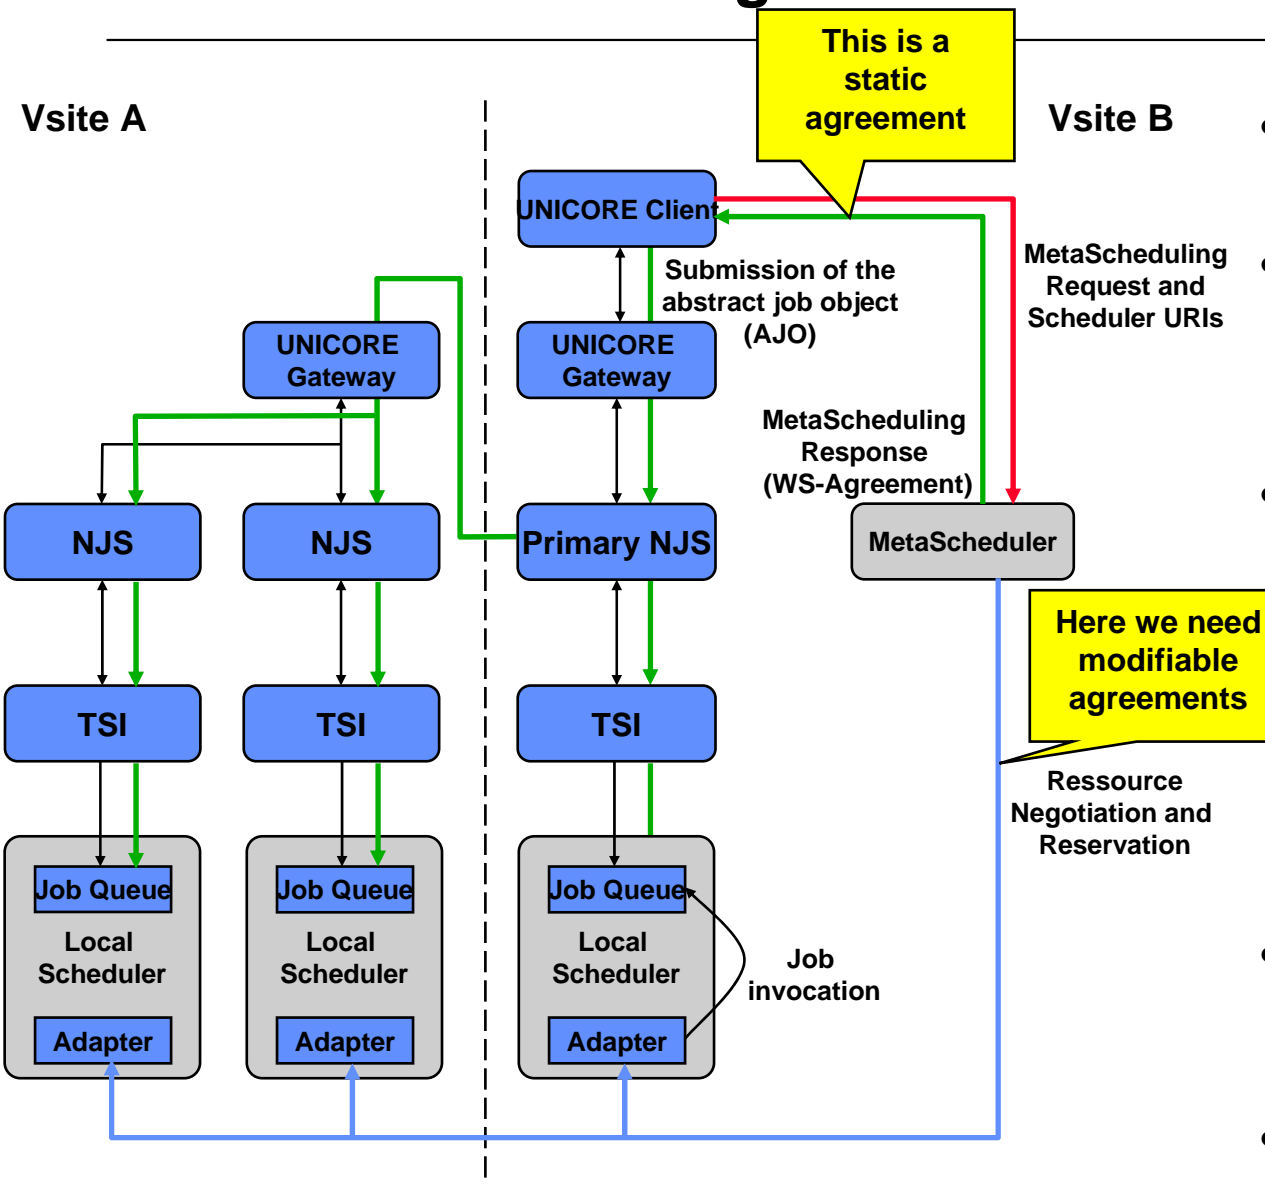 This is a
static
agreement
Vsite A
Vsite B
UNICORE Client
Submission of the
abstract job object
(AJO)
MetaScheduling
Request and
Scheduler URIs
UNICORE
Gateway
UNICORE
Gateway
MetaScheduling
Response
(WS-Agreement)
NJS
NJS
Primary NJS
MetaScheduler
Here we need
modifiable
agreements
TSI
TSI
TSI
Ressource
Negotiation and
Reservation
Job Queue
Job Queue
Job Queue
Local
Scheduler
Local
Scheduler
Local
Scheduler
Job
invocation
Adapter
Adapter
Adapter